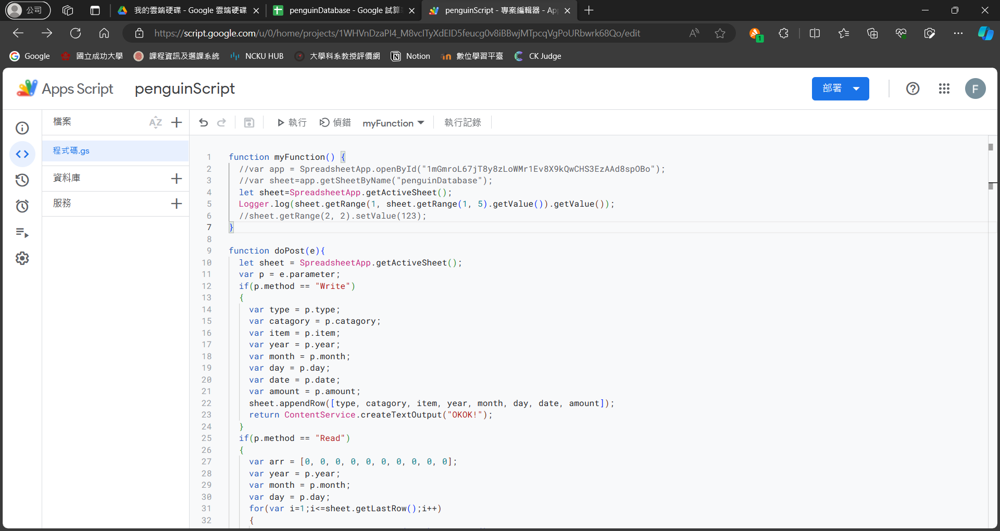 公司
我的雲端硬碟 - Google 雲端硬碟
penguinDatabase - Google 試算
penguinScript - 專案編輯器 - Ap
https://script.google.com/u/0/home/projects/1WHVnDzaPI4_M8vcITyXdEID5feucg0v8iBBwjMTpcqVgPoURbwrk68Qo/edit
1
Google
國立成功大學
課程資訊及選課系統
NCKU HUB
大學科系教授評價網
Notion
數位學習平臺
CK Judge
Apps Script
penguinScript
部署
F
檔案
AZ
執行
偵錯
myFunction
執行記錄
程式碼.gs
資料庫
服務
1 function myFunction() {
2 //var app = SpreadsheetApp.openById("1mGmroL67jT8y8zLoWMr1Ev8X9kQwCHS3EzAAd8spOBo");
3 //var sheet=app.getSheetByName("penguinDatabase");
4 let sheet=SpreadsheetApp.getActiveSheet();
5 Logger.log(sheet.getRange(1, sheet.getRange(1, 5).getValue()).getValue());
6 //sheet.getRange(2, 2).setValue(123);
7 }
8
9 function doPost(e){
10 let sheet = SpreadsheetApp.getActiveSheet();
11 var p = e.parameter;
12 if(p.method == "Write")
13 {
14 var type = p.type;
15 var catagory = p.catagory;
16 var item = p.item;
17 var year = p.year;
18 var month = p.month;
19 var day = p.day;
20 var date = p.date;
21 var amount = p.amount;
22 sheet.appendRow([type, catagory, item, year, month, day, date, amount]);
23 return ContentService.createTextOutput("OKOK!");
24 }
25 if(p.method == "Read")
26 {
27 var arr = [0, 0, 0, 0, 0, 0, 0, 0, 0, 0];
28 var year = p.year;
29 var month = p.month;
30 var day = p.day;
31 for(var i=1;i<=sheet.getLastRow();i++)
32 {